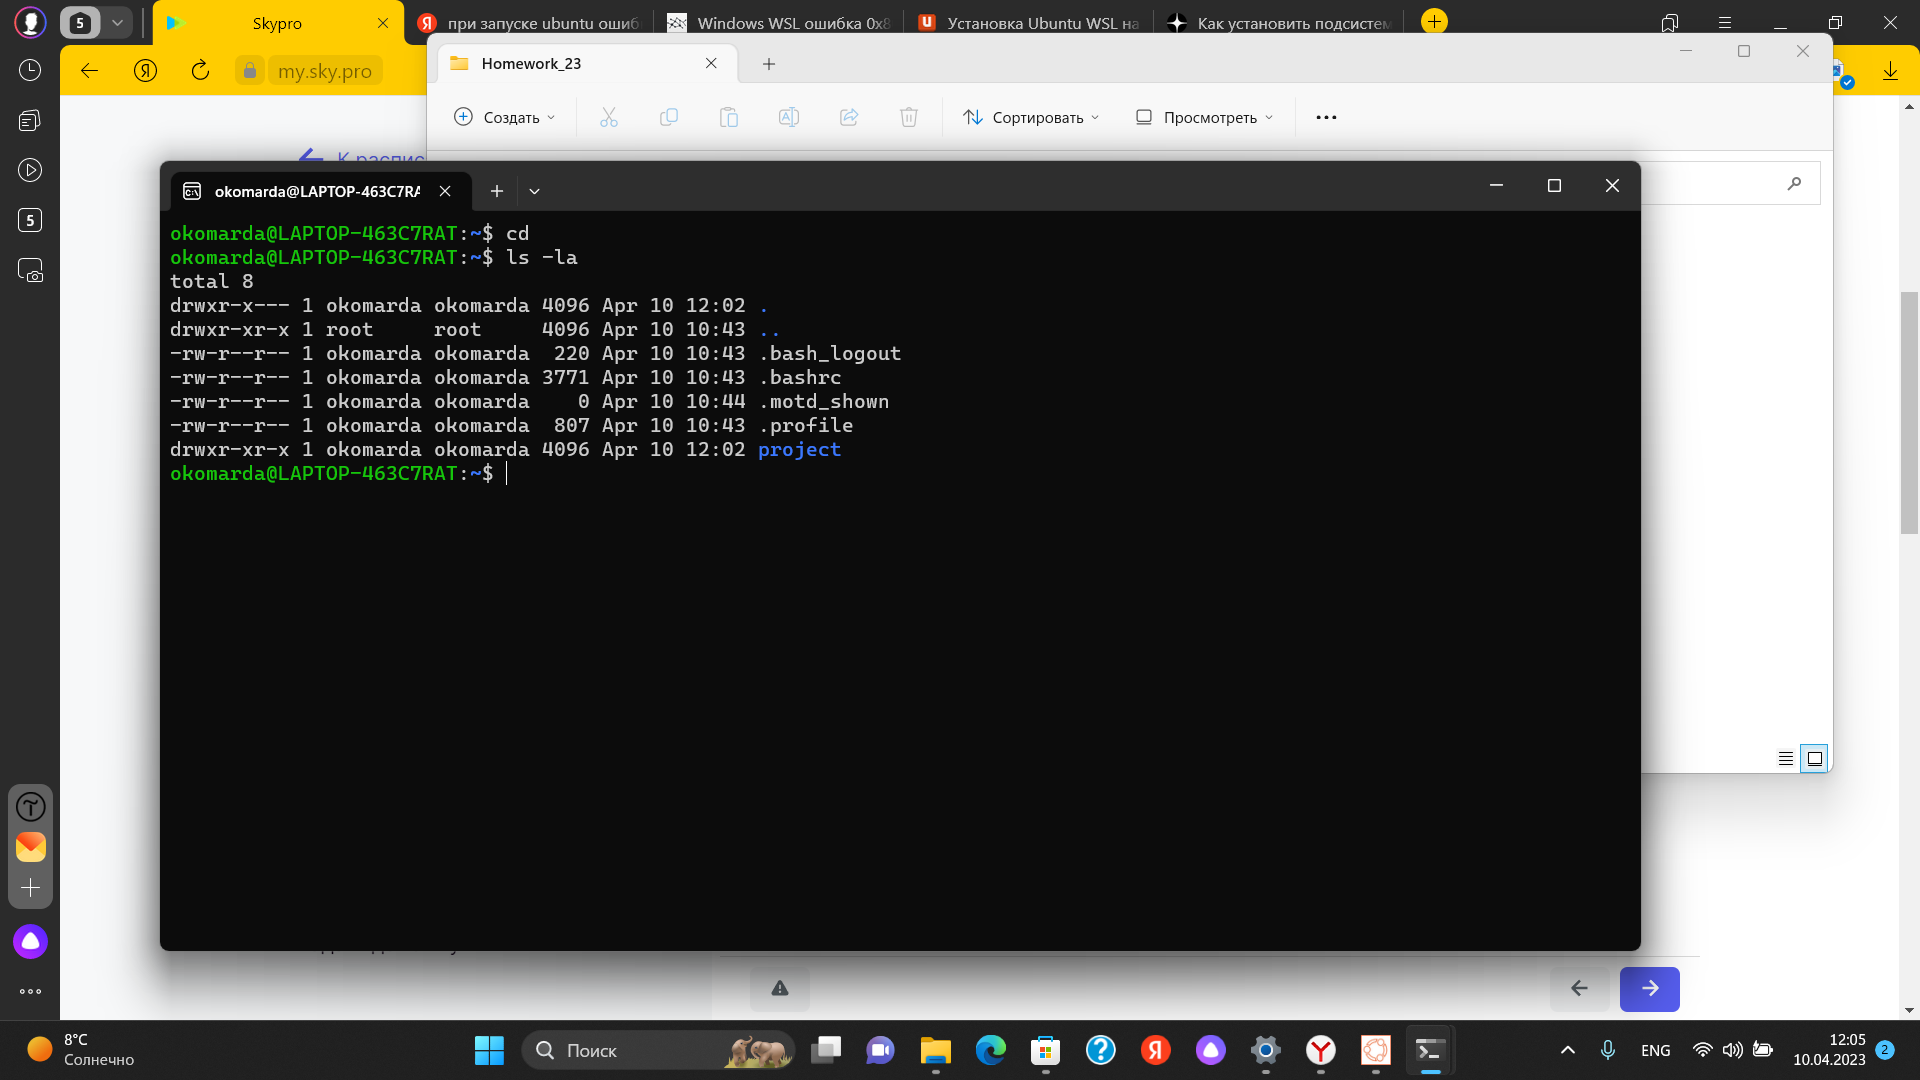 5
Skypro
при запуске ubuntu ошиб
Windows WSL ошибка 0x8
Установка Ubuntu WSL на
Как установить подсистем
my.sky.pro
Homework_23
Создать
Сортировать
Просмотреть
К распис
5
okomarda@LAPTOP-463C7RA
okomarda@LAPTOP-463C7RAT:~$ cd
okomarda@LAPTOP-463C7RAT:~$ ls -la
total 8
drwxr-x--- 1 okomarda okomarda 4096 Apr 10 12:02 .
drwxr-xr-x 1 root     root     4096 Apr 10 10:43 ..
-rw-r--r-- 1 okomarda okomarda  220 Apr 10 10:43 .bash_logout
-rw-r--r-- 1 okomarda okomarda 3771 Apr 10 10:43 .bashrc
-rw-r--r-- 1 okomarda okomarda    0 Apr 10 10:44 .motd_shown
-rw-r--r-- 1 okomarda okomarda  807 Apr 10 10:43 .profile
drwxr-xr-x 1 okomarda okomarda 4096 Apr 10 12:02 project
okomarda@LAPTOP-463C7RAT:~$
8°C
Солнечно
Поиск
ENG
12:05
10.04.2023
2